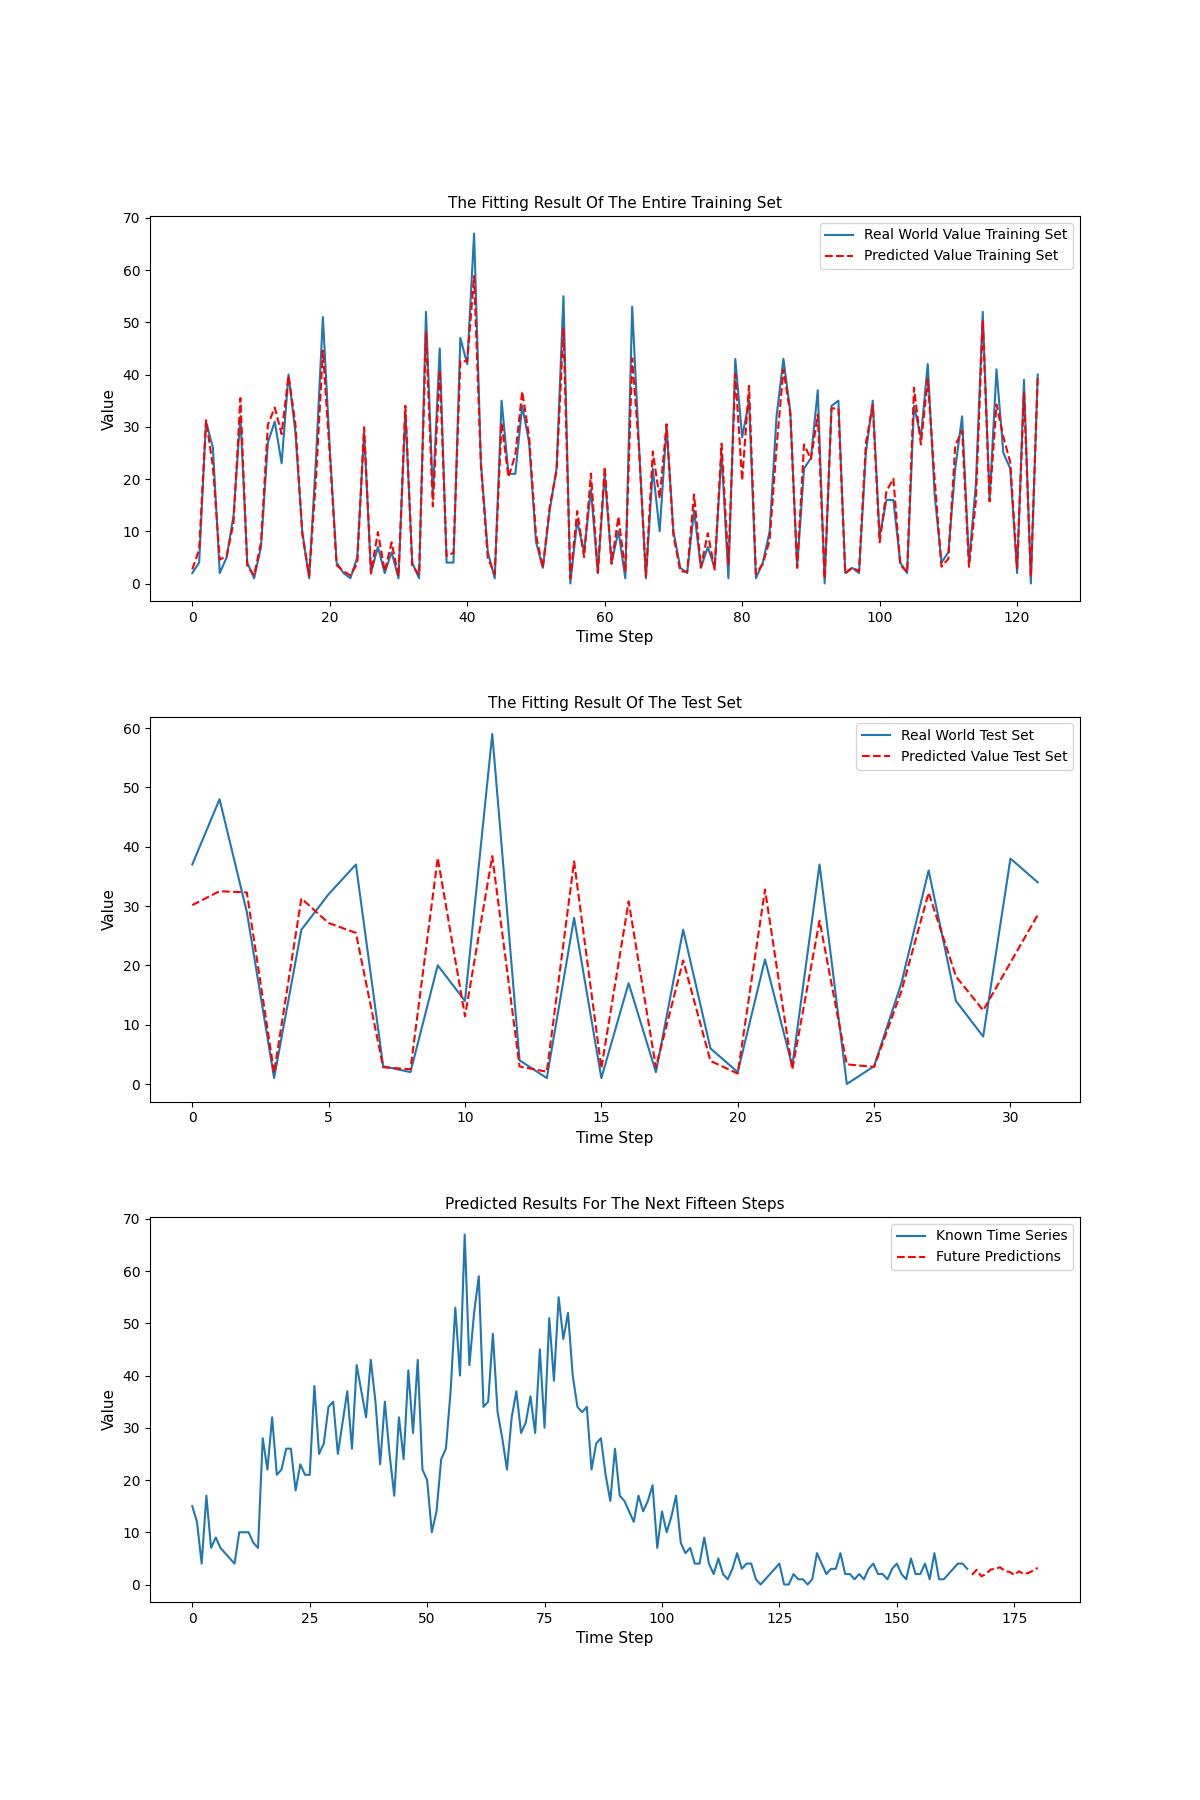 The Fitting Result Of The Entire Training Set
70
60
50
40
30
20
10
0
Value
Real World Value Training Set
Predicted Value Training Set
0 20 40 60 80 100 120
Time Step
The Fitting Result Of The Test Set
60
50
40
30
20
10
0
Value
Real World Test Set
Predicted Value Test Set
0 5 10 15 20 25 30
Time Step
Predicted Results For The Next Fifteen Steps
70
60
50
40
30
20
10
0
Value
Known Time Series
Future Predictions
0 25 50 75 100 125 150 175
Time Step